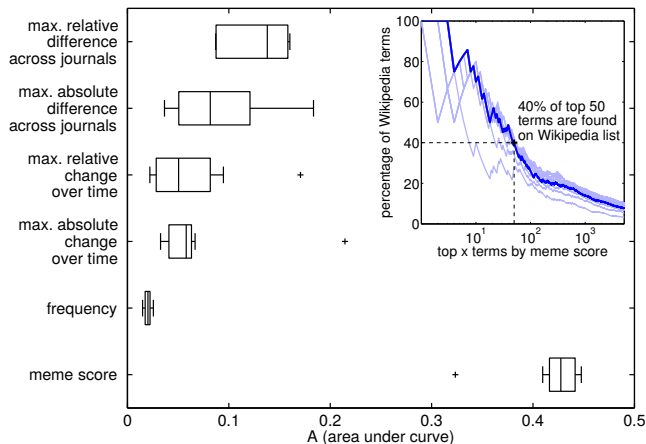 max. relative
difference
across journals
max. absolute
difference
across journals
max. relative
change
over time
max. absolute
change
over time
frequency
meme score
0
0.1
0.2
0.3
0.4
0.5
A (area under curve)
percentage of Wikipedia terms
100
80
60
40
20
0
40% of top 50
terms are found
on Wikipedia list
10¹
10²
10³
top x terms by meme score